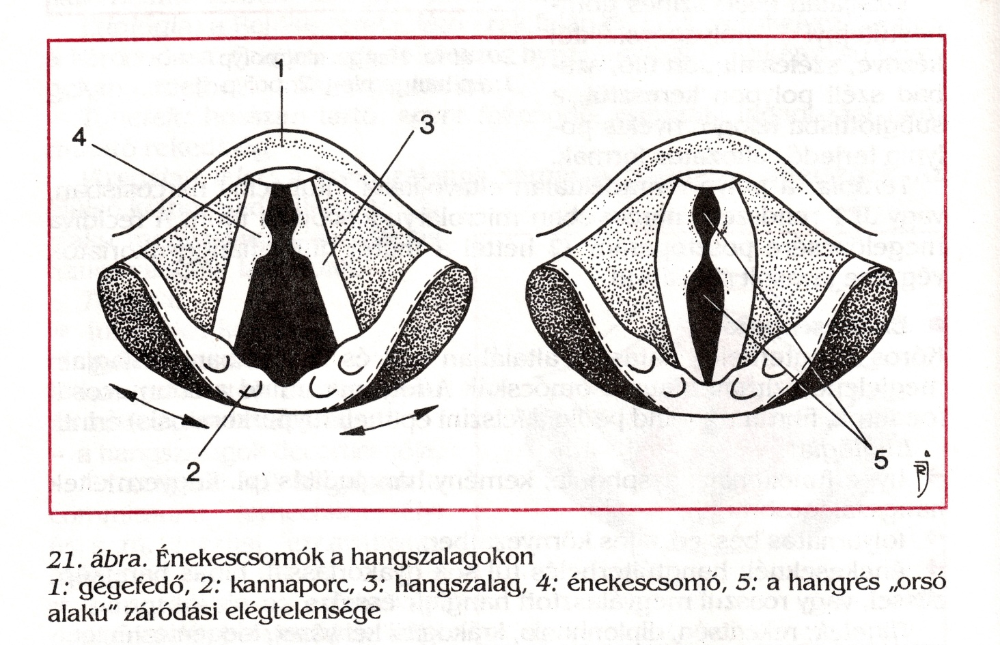 1
4
3
2
5
21. ábra. Énekescsomók a hangszalagokon
1: gégefedő, 2: kannaporc, 3: hangszalag, 4: énekescsomó, 5: a hangrés „orsó
alakú” záródási elégtelensége